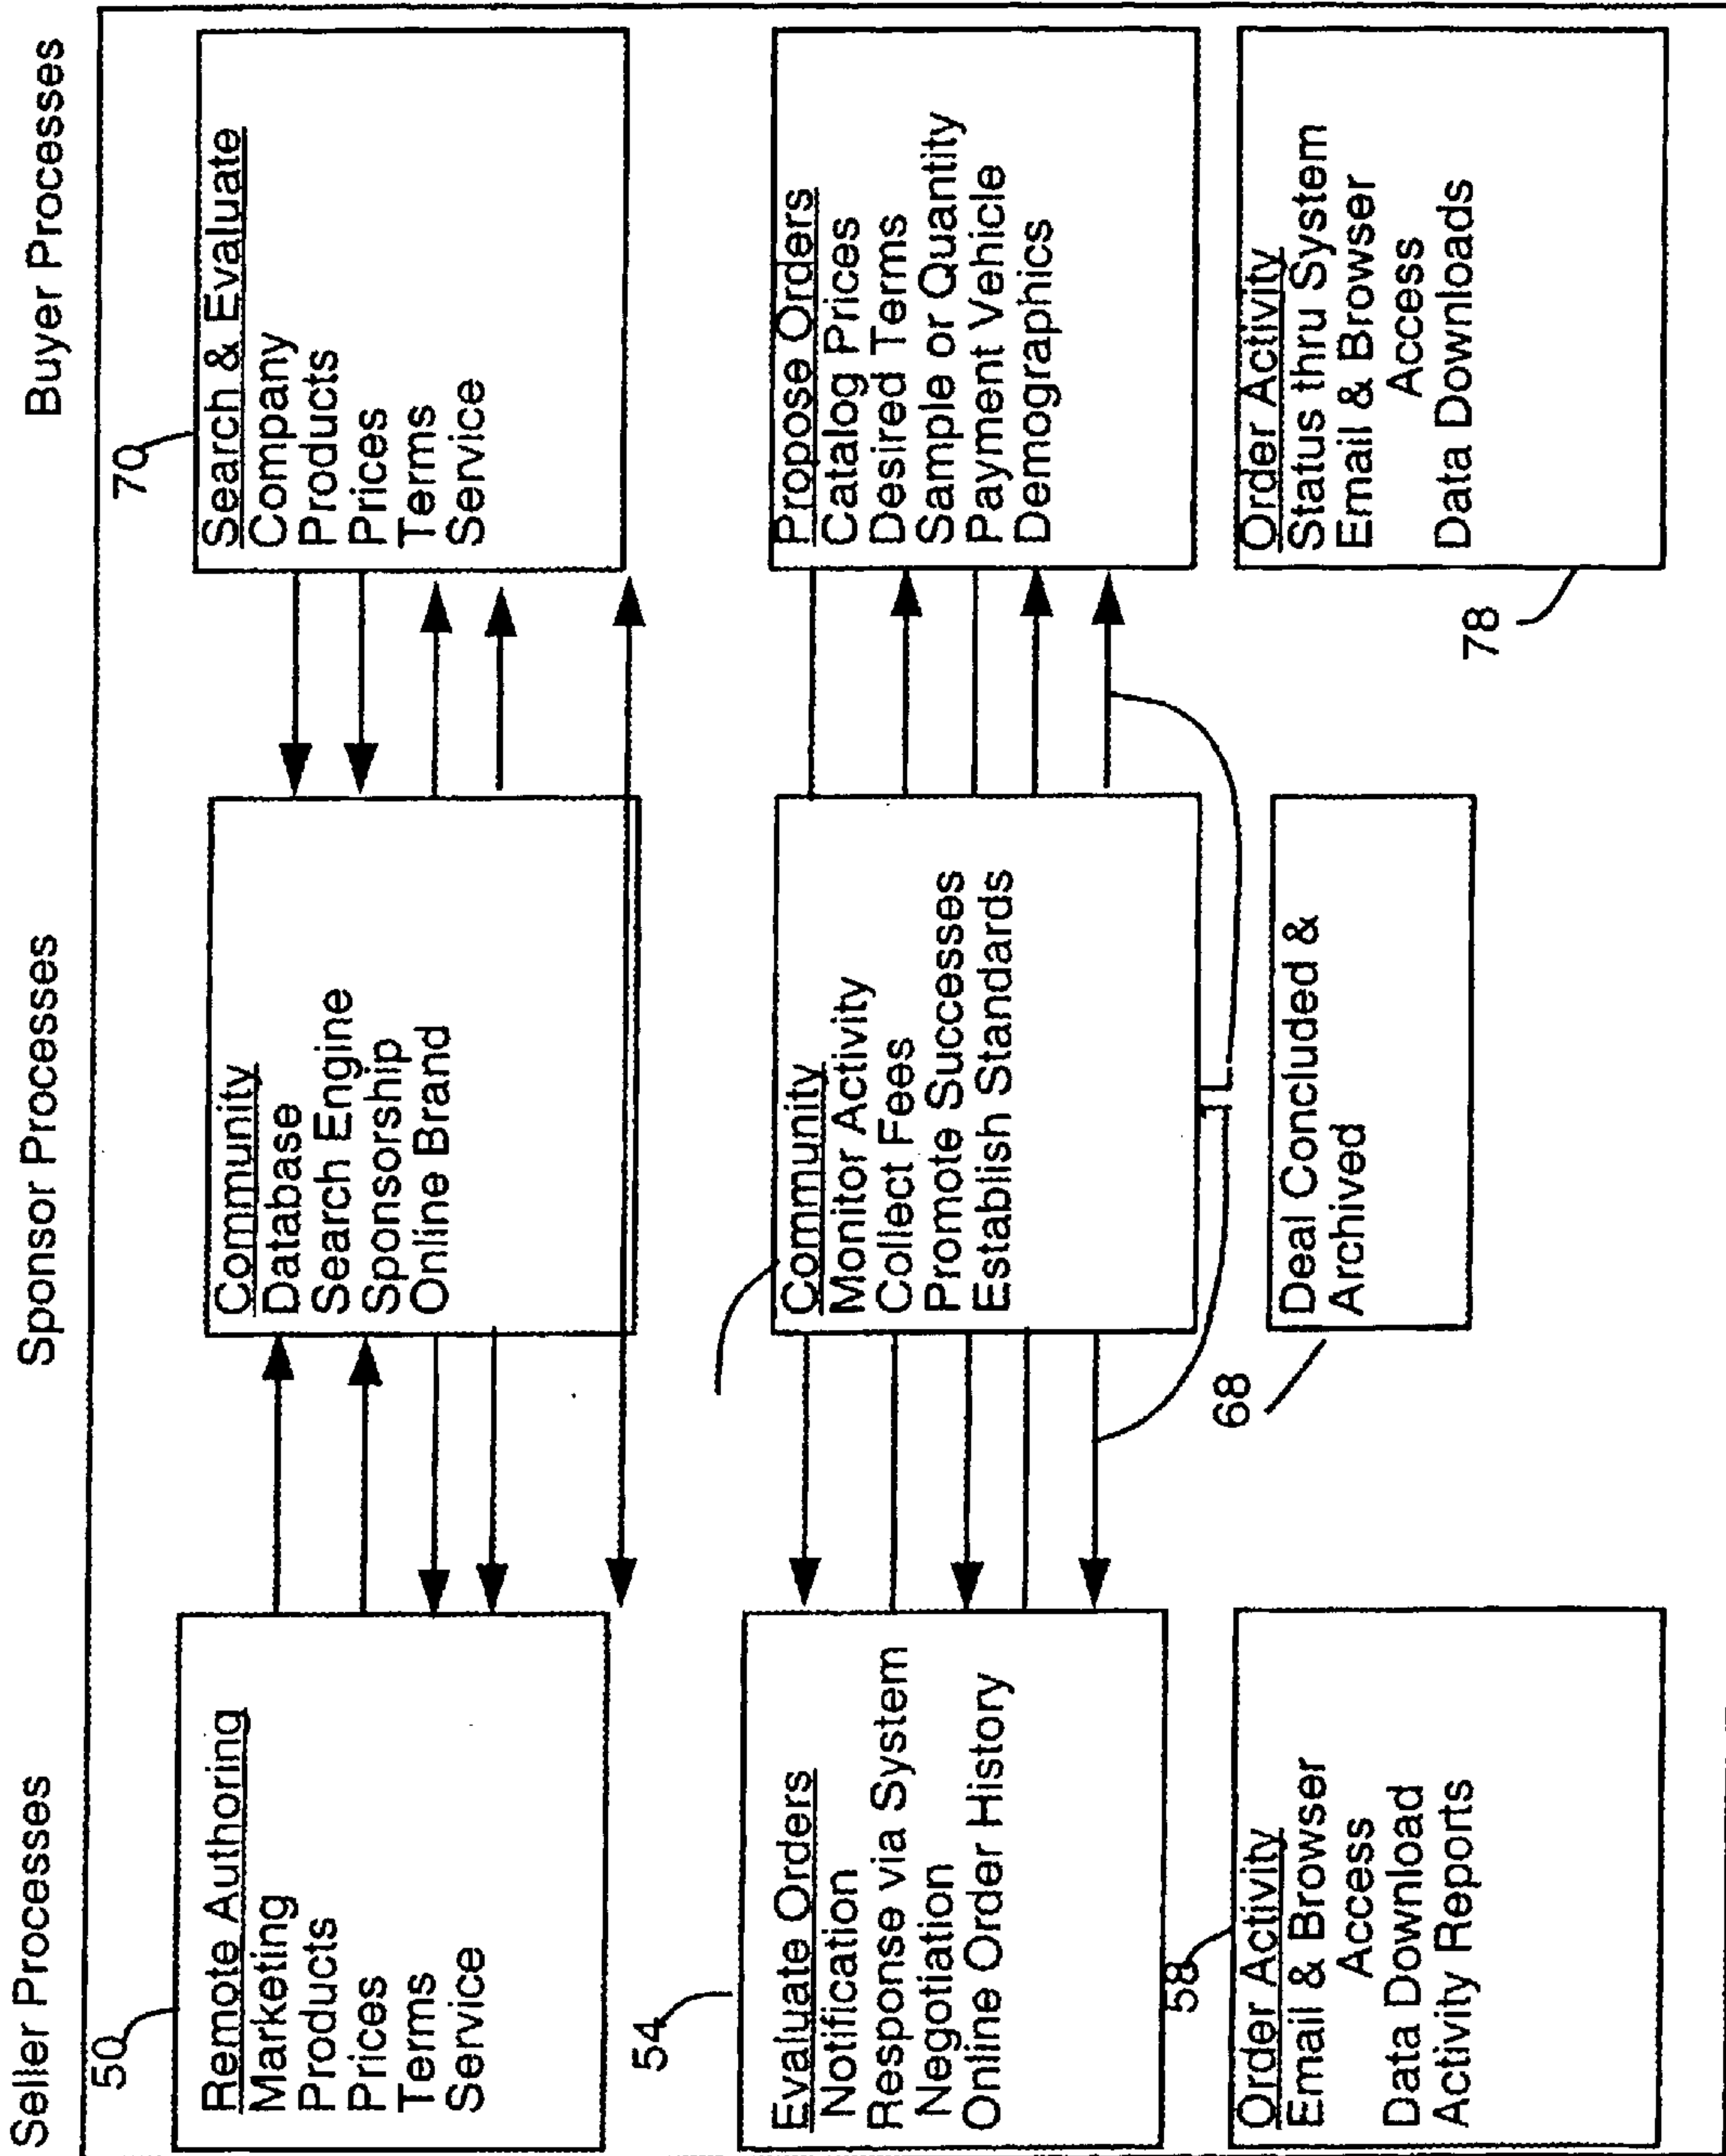 Seller Processes
Sponsor Processes
Buyer Processes
50
Remote Authoring
Marketing
Products
Prices
Terms
Service
Community
Database
Search Engine
Sponsorship
Online Brand
70
Search & Evaluate
Company
Products
Prices
Terms
Service
54
Evaluate Orders
Notification
Response via System
Negotiation
Online Order History
Community
Monitor Activity
Collect Fees
Promote Successes
Establish Standards
Propose Orders
Catalog Prices
Desired Terms
Sample or Quantity
Payment Vehicle
Demographics
58
Order Activity
Email & Browser
Access
Data Download
Activity Reports
68
Deal Concluded &
Archived
78
Order Activity
Status thru System
Email & Browser
Access
Data Downloads